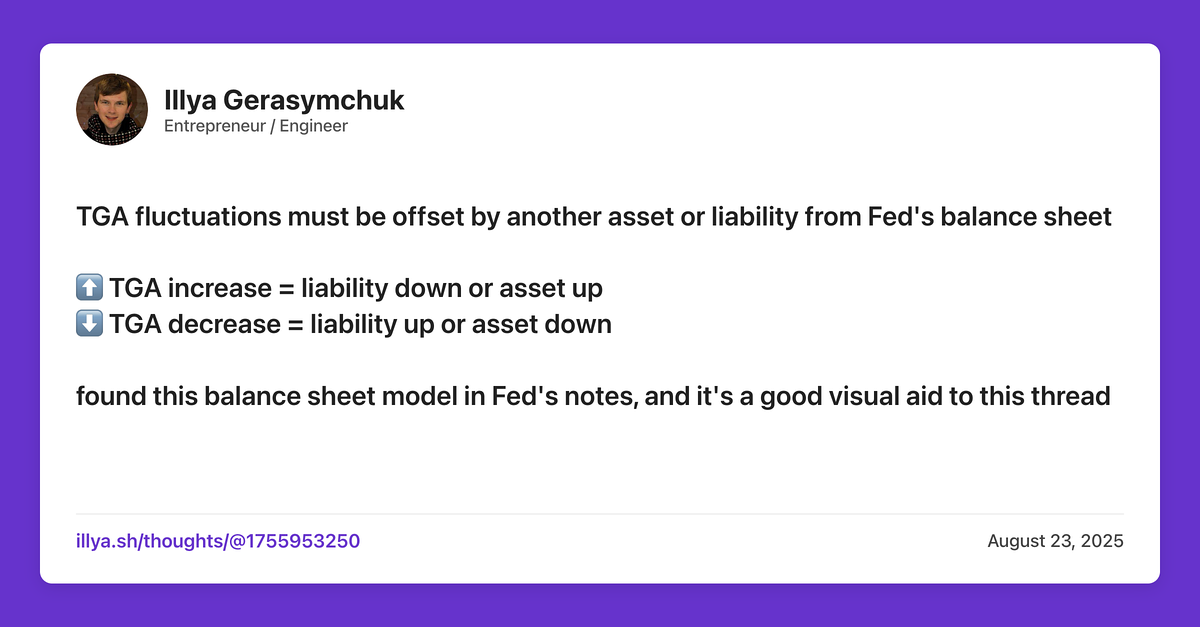 Illya Gerasymchuk
Entrepreneur / Engineer
TGA fluctuations must be offset by another asset or liability from Fed's balance sheet
⬆️ TGA increase = liability down or asset up
⬇️ TGA decrease = liability up or asset down
found this balance sheet model in Fed's notes, and it's a good visual aid to this thread
illya.sh/thoughts/@1755953250
August 23, 2025